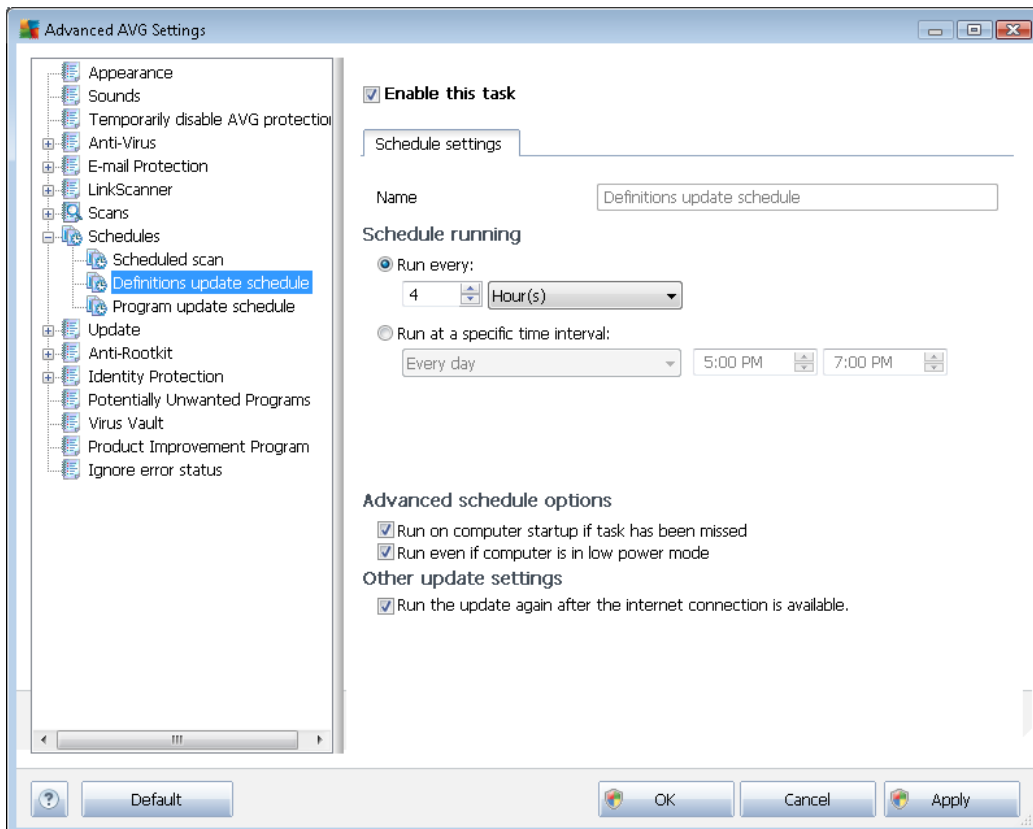 Advanced AVG Settings
Appearance
Sounds
Temporarily disable AVG protection
Anti-Virus
E-mail Protection
LinkScanner
Scans
Schedules
Scheduled scan
Definitions update schedule
Program update schedule
Update
Anti-Rootkit
Identity Protection
Potentially Unwanted Programs
Virus Vault
Product Improvement Program
Ignore error status
Enable this task
Schedule settings
Name Definitions update schedule
Schedule running
Run every:
4 Hour(s)
Run at a specific time interval:
Every day 5:00 PM 7:00 PM
Advanced schedule options
Run on computer startup if task has been missed
Run even if computer is in low power mode
Other update settings
Run the update again after the internet connection is available.
? Default OK Cancel Apply